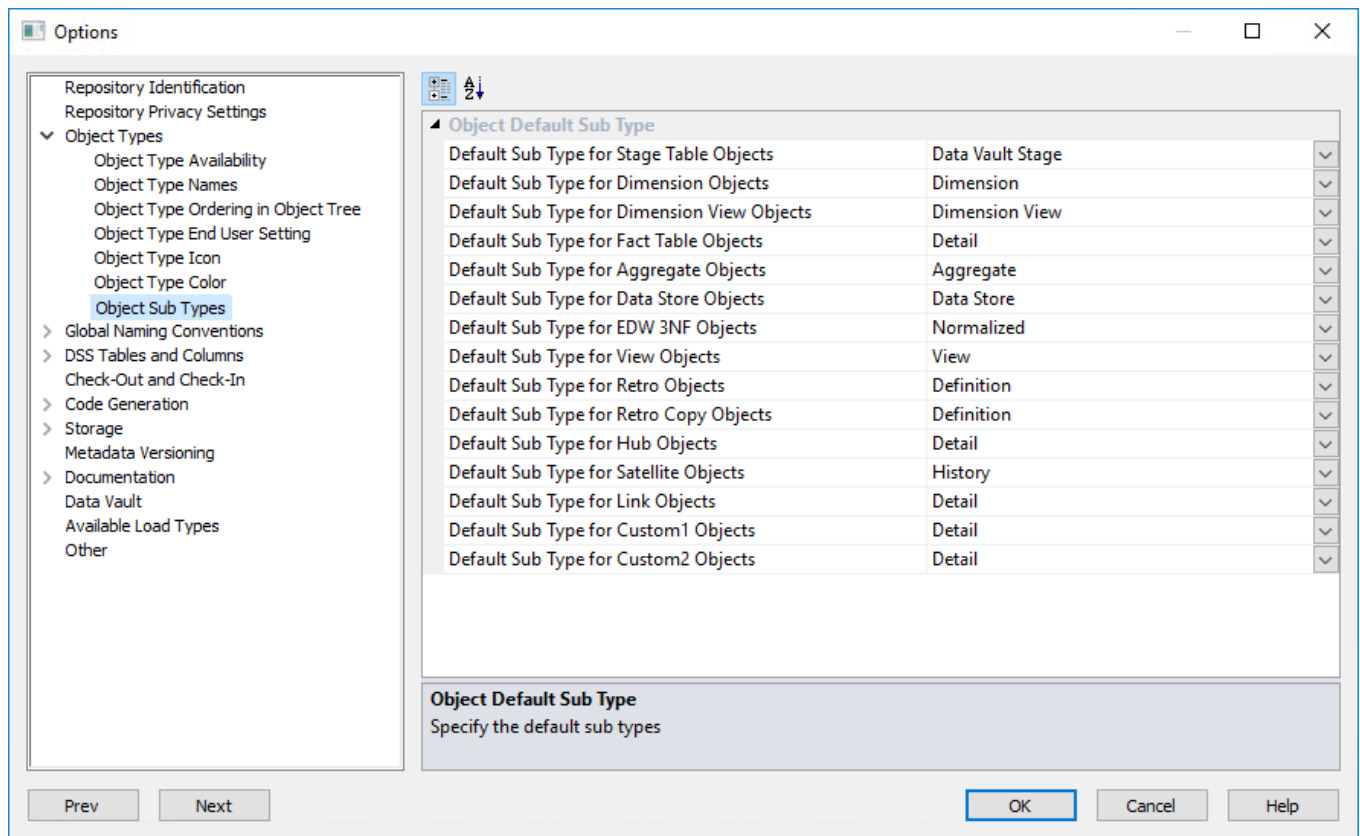 Options
Repository Identification
Repository Privacy Settings
Object Types
Object Type Availability
Object Type Names
Object Type Ordering in Object Tree
Object Type End User Setting
Object Type Icon
Object Type Color
Object Sub Types
Global Naming Conventions
DSS Tables and Columns
Check-Out and Check-In
Code Generation
Storage
Metadata Versioning
Documentation
Data Vault
Available Load Types
Other
Object Default Sub Type
Default Sub Type for Stage Table Objects Data Vault Stage
Default Sub Type for Dimension Objects Dimension
Default Sub Type for Dimension View Objects Dimension View
Default Sub Type for Fact Table Objects Detail
Default Sub Type for Aggregate Objects Aggregate
Default Sub Type for Data Store Objects Data Store
Default Sub Type for EDW 3NF Objects Normalized
Default Sub Type for View Objects View
Default Sub Type for Retro Objects Definition
Default Sub Type for Retro Copy Objects Definition
Default Sub Type for Hub Objects Detail
Default Sub Type for Satellite Objects History
Default Sub Type for Link Objects Detail
Default Sub Type for Custom1 Objects Detail
Default Sub Type for Custom2 Objects Detail
Object Default Sub Type
Specify the default sub types
Prev Next OK Cancel Help